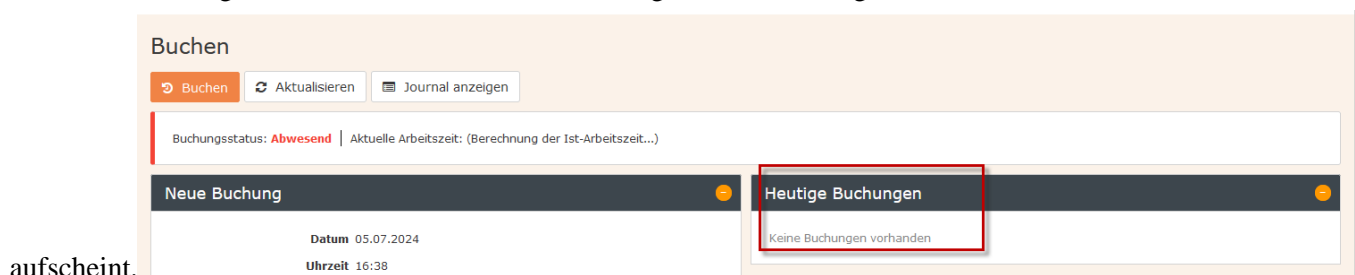 Buchen
Buchen Aktualisieren Journal anzeigen
Buchungsstatus: Abwesend | Aktuelle Arbeitszeit: (Berechnung der Ist-Arbeitszeit...)
Neue Buchung
Heutige Buchungen
Datum 05.07.2024
Keine Buchungen vorhanden
Uhrzeit 16:38
aufscheint.